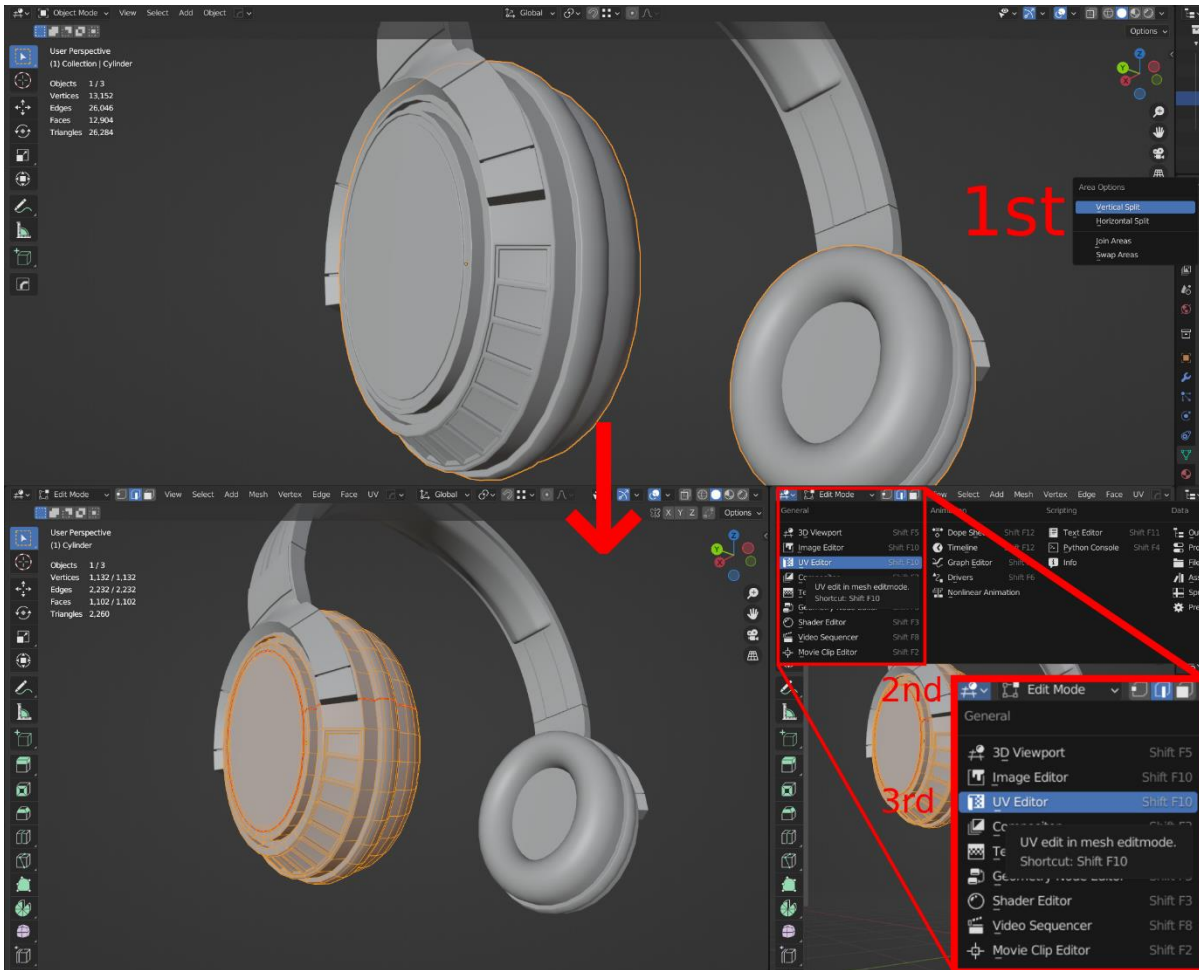 Object Mode View Select Add Object
Global
Options
User Perspective
(1) Collection | Cylinder
Objects 1 / 3
Vertices 13,152
Edges 26,046
Faces 12,904
Triangles 26,284
Z
Y
X
1st
Area Options
Vertical Split
Horizontal Split
Join Areas
Swap Areas
Edit Mode View Select Add Mesh Vertex Edge Face UV
Global
X Y Z Options
User Perspective
(1) Cylinder
Objects 1 / 3
Vertices 1,132 / 1,132
Edges 2,232 / 2,232
Faces 1,102 / 1,102
Triangles 2,260
Z
Y
X
Edit Mode Select Add Mesh Vertex Edge Face UV
General
3D Viewport Shift F5
Image Editor Shift F10
UV Editor Shift F10
UV edit in mesh editmode.
Shortcut: Shift F10
Shader Editor Shift F3
Video Sequencer Shift F8
Movie Clip Editor Shift F2
Dope Shift F12
Timeline F12
Graph Editor
Drivers Shift F6
Nonlinear Animation
Scripting
Text Editor Shift F11
Python Console Shift F4
Info
Data
2nd
3rd
Edit Mode
General
3D Viewport Shift F5
Image Editor Shift F10
UV Editor Shift F10
UV edit in mesh editmode.
Shortcut: Shift F10
Shader Editor Shift F3
Video Sequencer Shift F8
Movie Clip Editor Shift F2